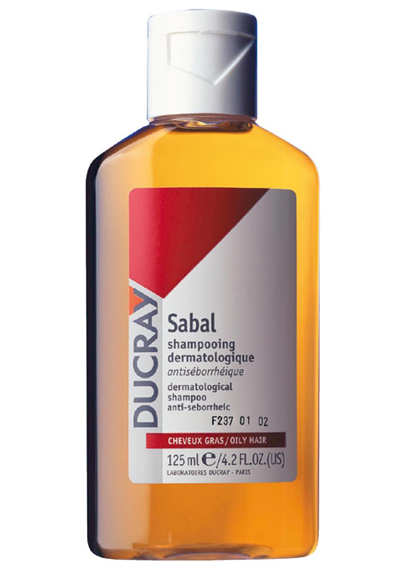 DUCRAY
Sabal
shampooing
dermatologique
antiséborrhéique
dermatological
shampoo
anti-seborrheic
F237 01 02
CHEVEUX GRAS / OILY HAIR
125 ml ℮/4.2 FL.OZ.(US)
LABORATOIRES DUCRAY - PARIS